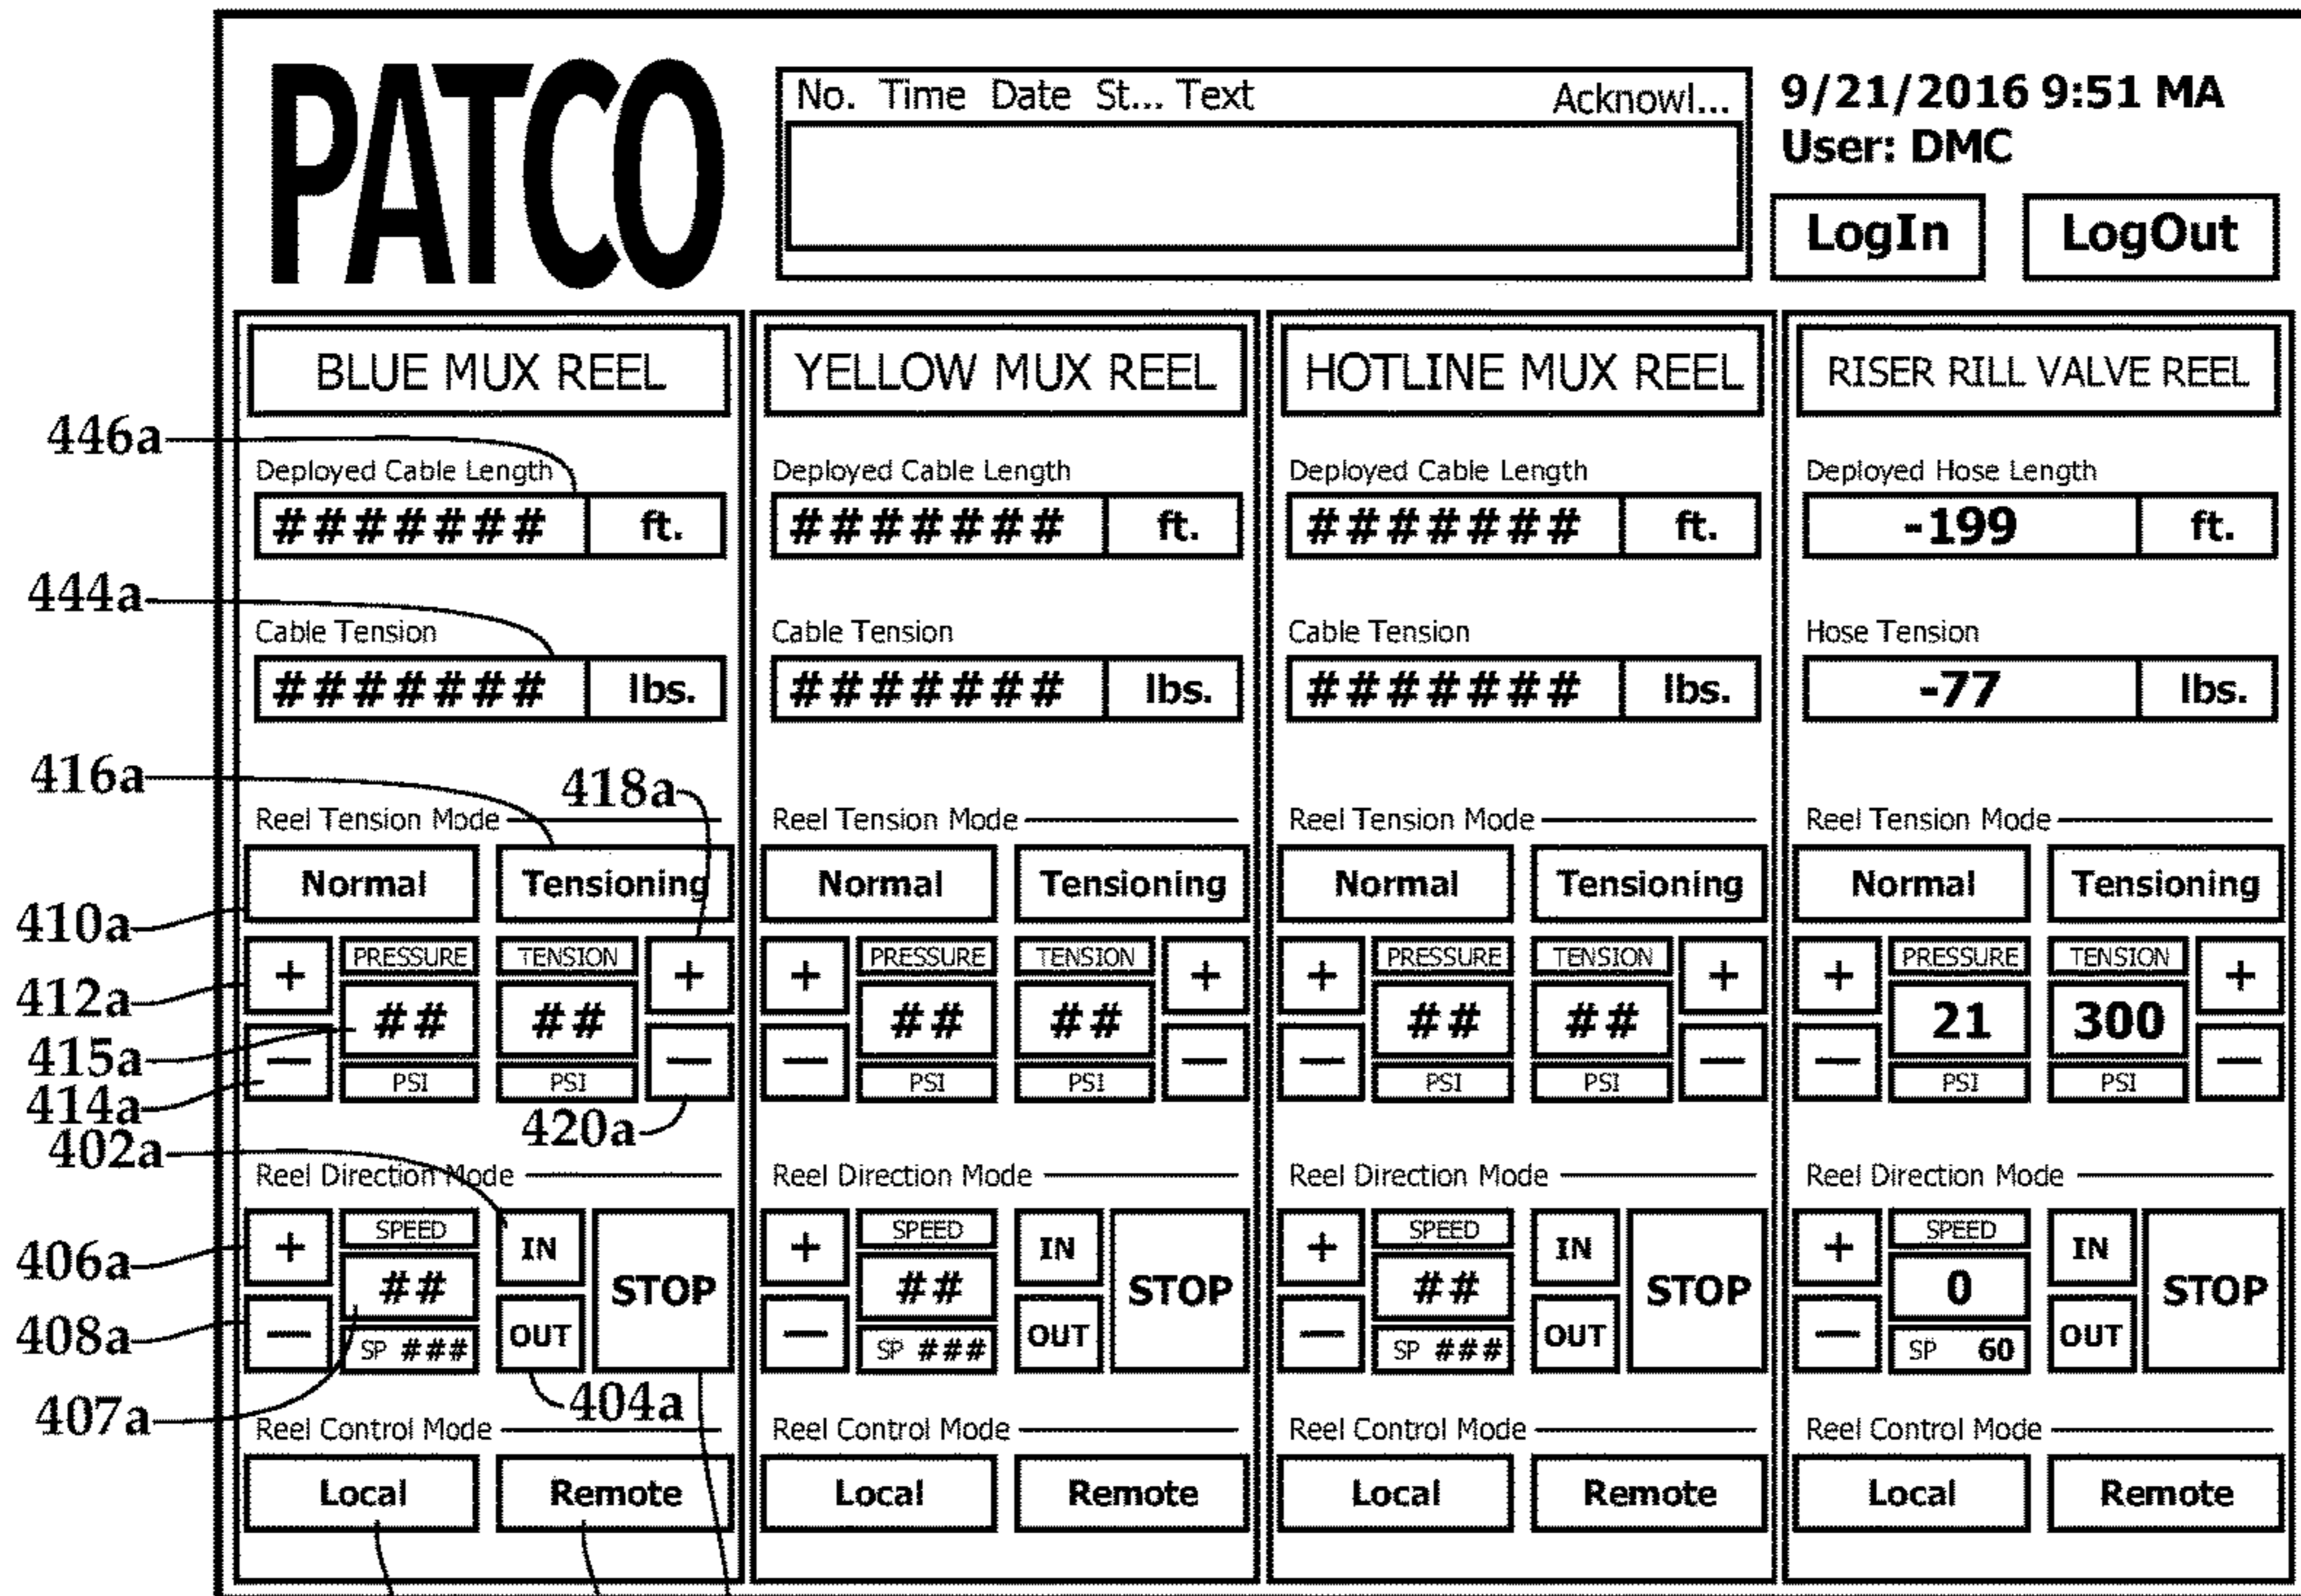 PATCO
No. Time Date St... Text Acknowl...
9/21/2016 9:51 MA
User: DMC
LogIn LogOut
BLUE MUX REEL YELLOW MUX REEL HOTLINE MUX REEL RISER RILL VALVE REEL
446a
Deployed Cable Length Deployed Cable Length Deployed Cable Length Deployed Hose Length
####### ft. ####### ft. ####### ft. -199 ft.
444a
Cable Tension Cable Tension Cable Tension Hose Tension
####### lbs. ####### lbs. ####### lbs. -77 lbs.
416a 418a
Reel Tension Mode Reel Tension Mode Reel Tension Mode Reel Tension Mode
Normal Tensioning Normal Tensioning Normal Tensioning Normal Tensioning
410a
+ PRESSURE TENSION + + PRESSURE TENSION + + PRESSURE TENSION + + PRESSURE TENSION +
412a
## ## ## ## ## ## 21 300
415a
— — — — — — — —
PSI PSI PSI PSI PSI PSI PSI PSI
414a
420a
402a
Reel Direction Mode Reel Direction Mode Reel Direction Mode Reel Direction Mode
+ SPEED IN + SPEED IN + SPEED IN + SPEED IN
406a
## STOP ## STOP ## STOP 0 STOP
408a
— SP ### OUT — SP ### OUT — SP ### OUT — SP 60 OUT
407a 404a
Reel Control Mode Reel Control Mode Reel Control Mode Reel Control Mode
Local Remote Local Remote Local Remote Local Remote